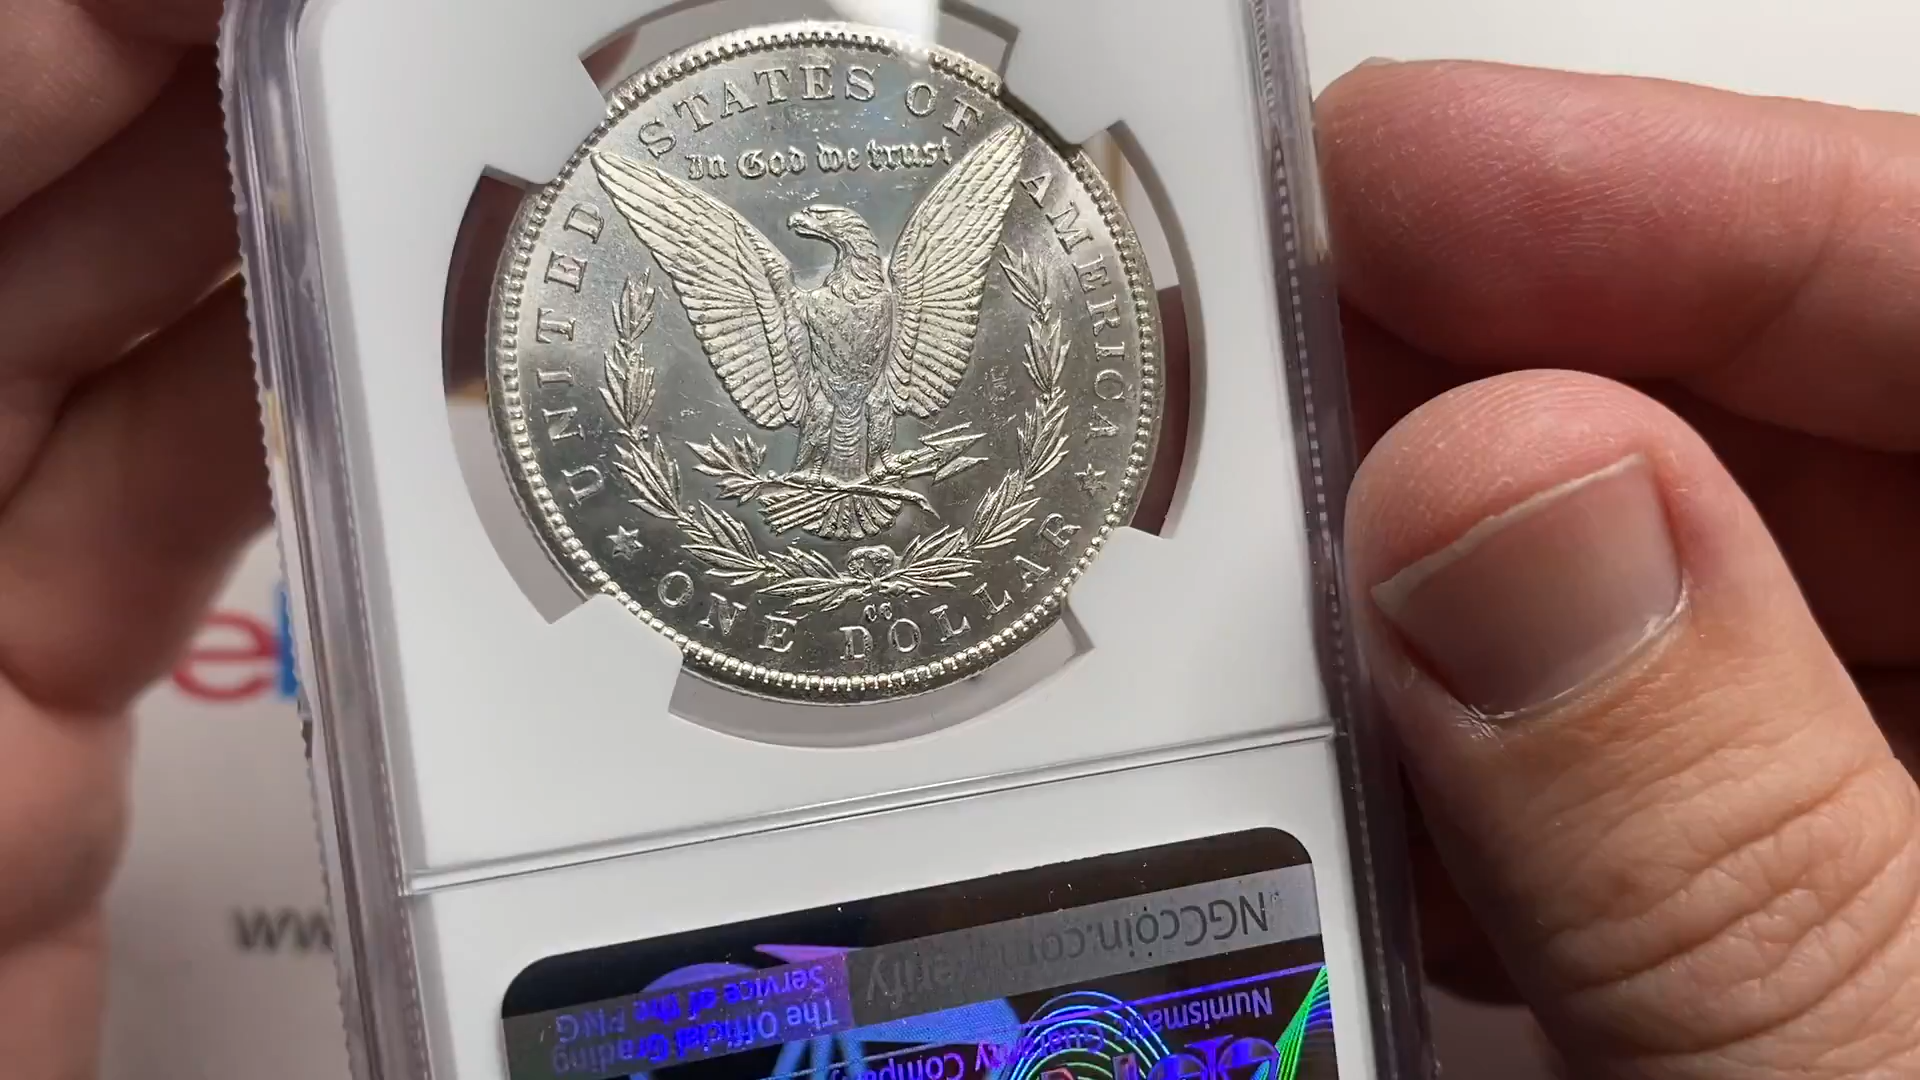 UNITED STATES OF AMERICA
In God we trust
ONE DOLLAR
CC
e
ww
NGCcoin.com
The Official Grading
Service of the PNG
Numismatic Guaranty Company